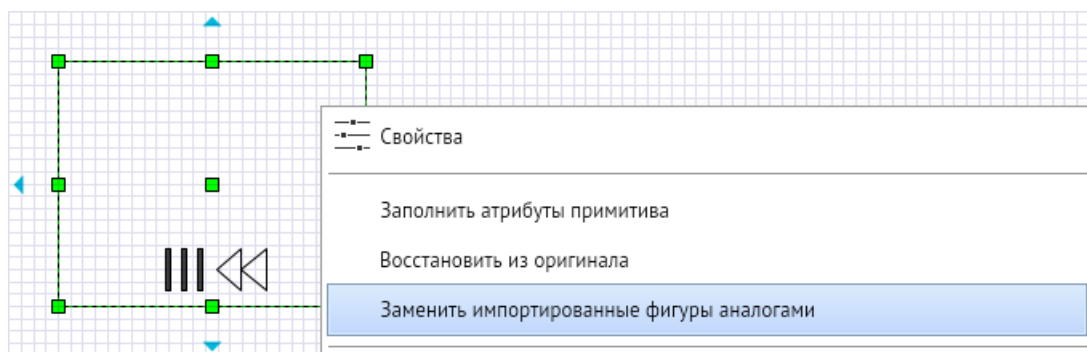 Свойства
Заполнить атрибуты примитива
Восстановить из оригинала
Заменить импортированные фигуры аналогами